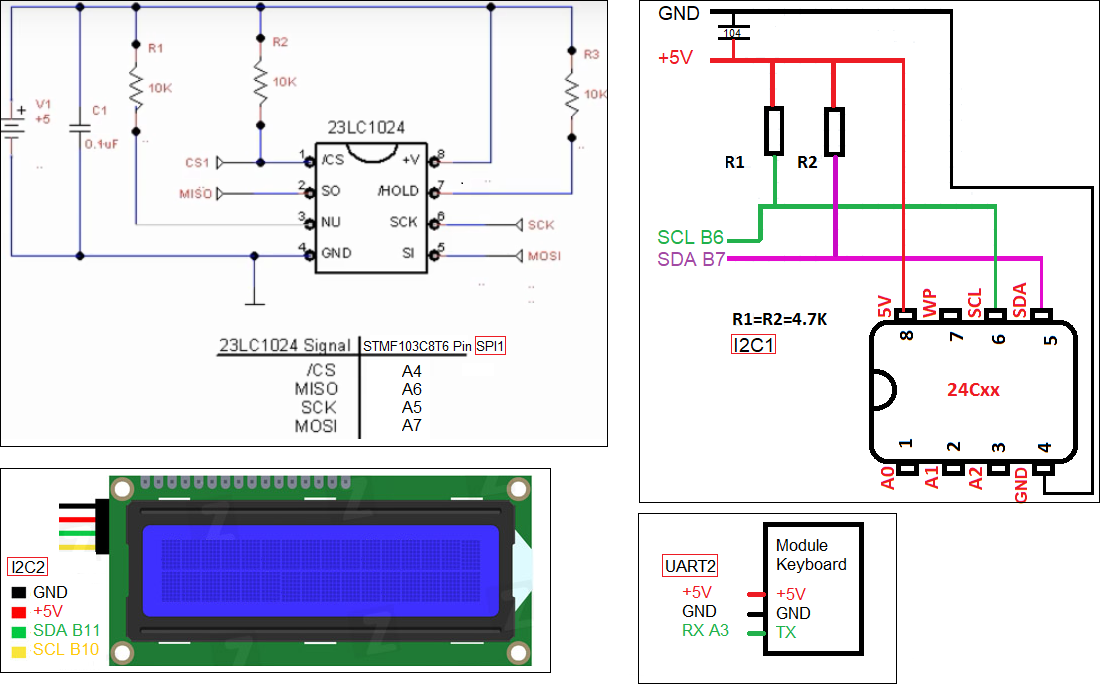 R1
10K
R2
10K
R3
10K
V1
+
+5
C1
0.1uF
23LC1024
CS1
MISO
1 /CS
2 SO
3 NU
4 GND
+V 8
/HOLD 7
SCK 6
SI 5
SCK
MOSI
23LC1024 Signal STMF103C8T6 Pin SPI1
/CS A4
MISO A6
SCK A5
MOSI A7
GND
104
+5V
R1 R2
SCL B6
SDA B7
R1=R2=4.7K
I2C1
5V WP SCL SDA
8 7 6 5
24Cxx
1 2 3 4
A0 A1 A2 GND
I2C2
GND
+5V
SDA B11
SCL B10
Z
Z
Z
Z
Z
UART2
+5V
GND
RX A3
Module
Keyboard
+5V
GND
TX